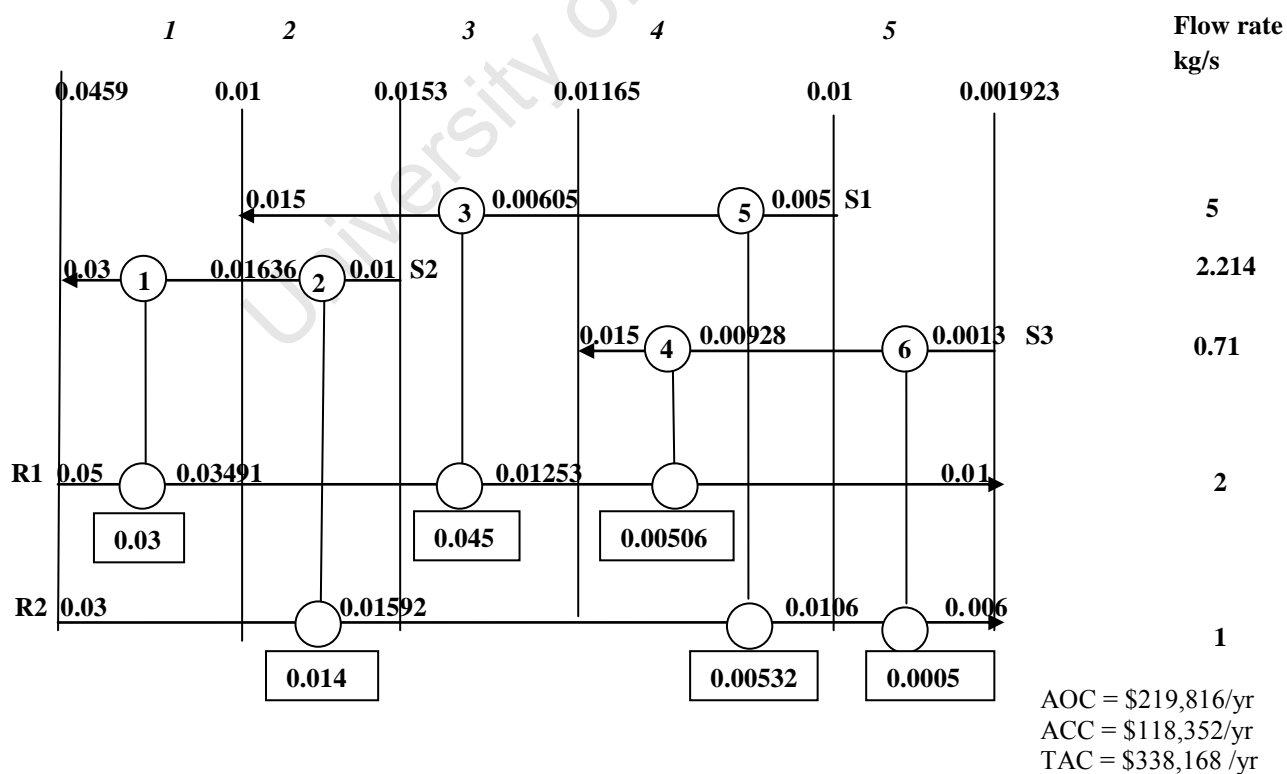 1 2 3 4 5 Flow rate
kg/s
0.0459 0.01 0.0153 0.01165 0.01 0.001923
0.015 3 0.00605 5 0.005 S1 5
0.03 1 0.01636 2 0.01 S2 2.214
0.015 4 0.00928 6 0.0013 S3 0.71
R1 0.05 0.03491 0.01253 0.01 2
0.03 0.045 0.00506
R2 0.03 0.01592 0.0106 0.006 1
0.014 0.00532 0.0005
AOC = $219,816/yr
ACC = $118,352/yr
TAC = $338,168 /yr
University of